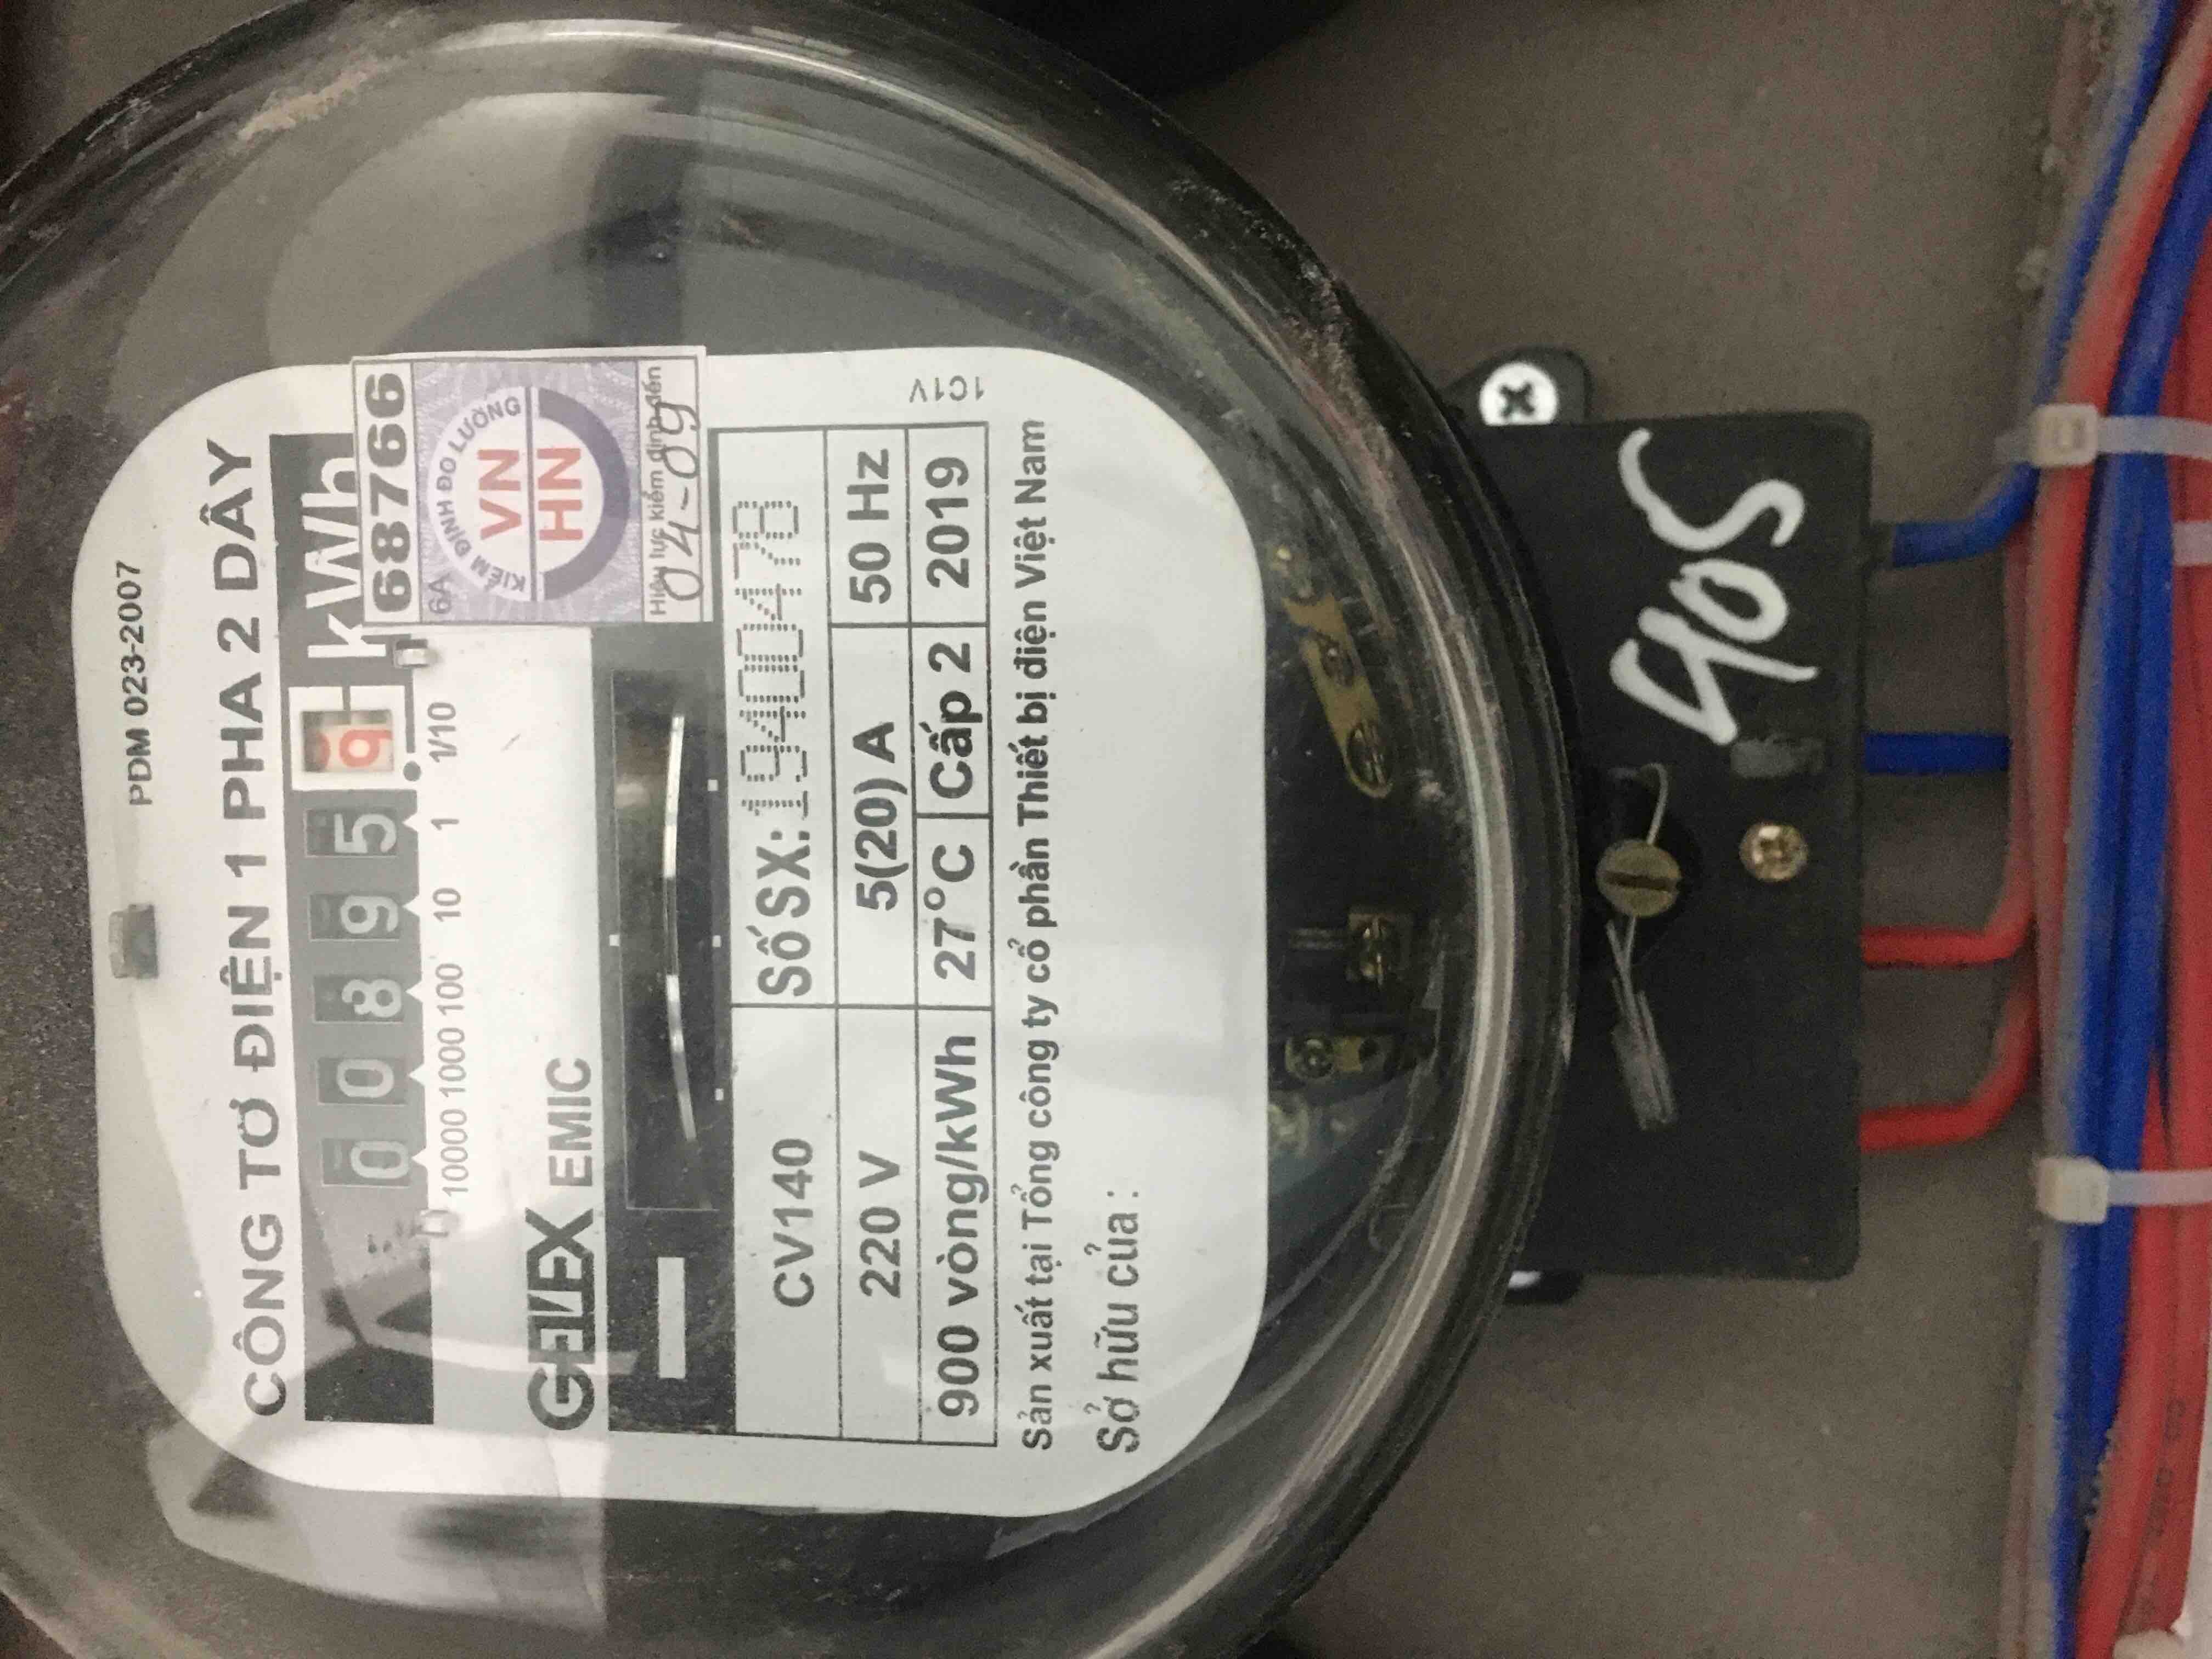 PDM 023-2007
CÔNG TƠ ĐIỆN 1 PHA 2 DÂY
0 0 8 9 5 9 kWh
10000 1000 100 10 1 1/10
68766
6A
KIỂM ĐỊNH ĐO LƯỜNG
VN
HN
Hiệu lực kiểm định đến
04-09
GELEX EMIC
CV140 Số SX: 19400478
220 V 5(20) A 50 Hz
900 vòng/kWh 27°C Cấp 2 2019
1C1V
Sản xuất tại Tổng công ty cổ phần Thiết bị điện Việt Nam
Sở hữu của :
405